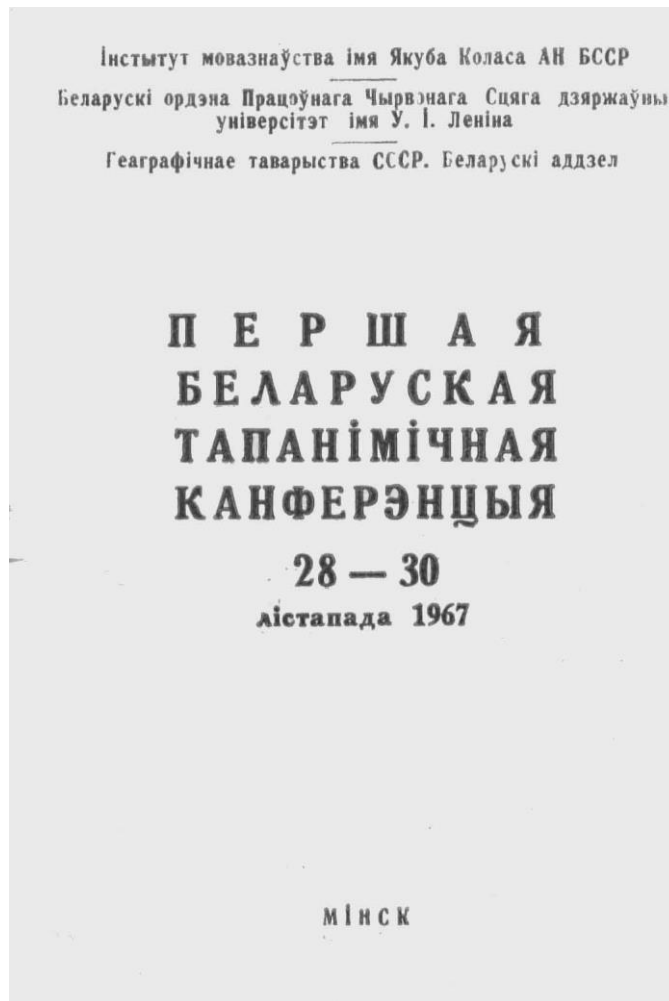 Інстытут мовазнаўства імя Якуба Коласа АН БССР
Беларускі ордэна Працоўнага Чырвонага Сцяга дзяржаўны
універсітэт імя У. І. Леніна
Геаграфічнае таварыства СССР. Беларускі аддзел
ПЕРШАЯ
БЕЛАРУСКАЯ
ТАПАНІМІЧНАЯ
КАНФЕРЭНЦЫЯ
28 — 30
лістапада 1967
МІНСК